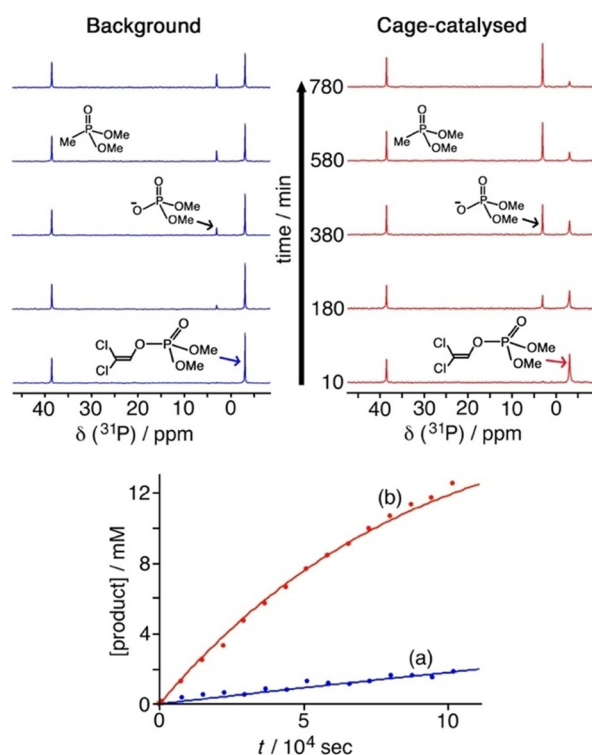 Background
Cage-catalysed
O
Me P OMe
OMe
O
⁻O P OMe
OMe
Cl O P O
Cl OMe
OMe
40 30 20 10 0
δ (³¹P) / ppm
time / min
780
580
380
180
10
O
Me P OMe
OMe
O
⁻O P OMe
OMe
Cl O P O
Cl OMe
OMe
40 30 20 10 0
δ (³¹P) / ppm
[product] / mM
12
8
4
0
(b)
(a)
0 5 10
t / 10⁴ sec